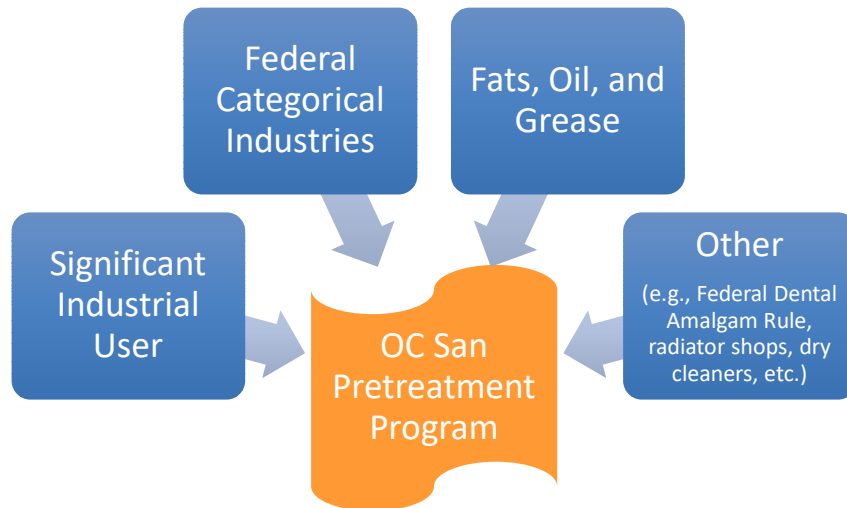 Federal
Categorical
Industries
Fats, Oil, and
Grease
Significant
Industrial
User
Other
(e.g., Federal Dental
Amalgam Rule,
radiator shops, dry
cleaners, etc.)
OC San
Pretreatment
Program